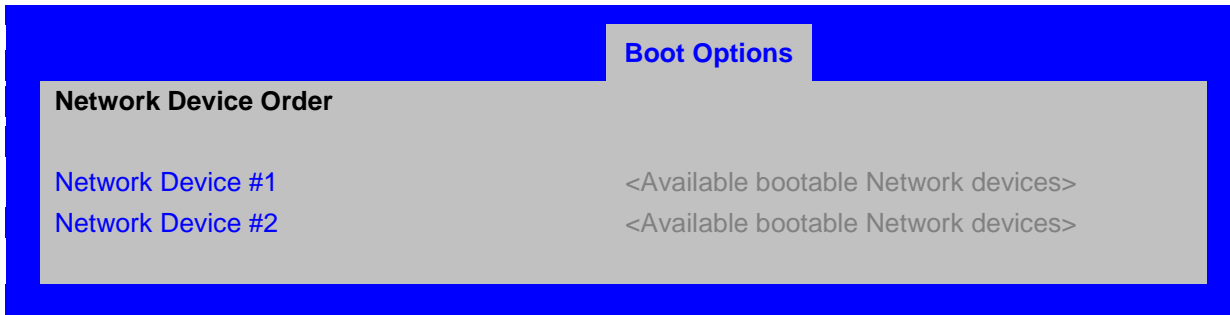 Boot Options
Network Device Order
Network Device #1 <Available bootable Network devices>
Network Device #2 <Available bootable Network devices>